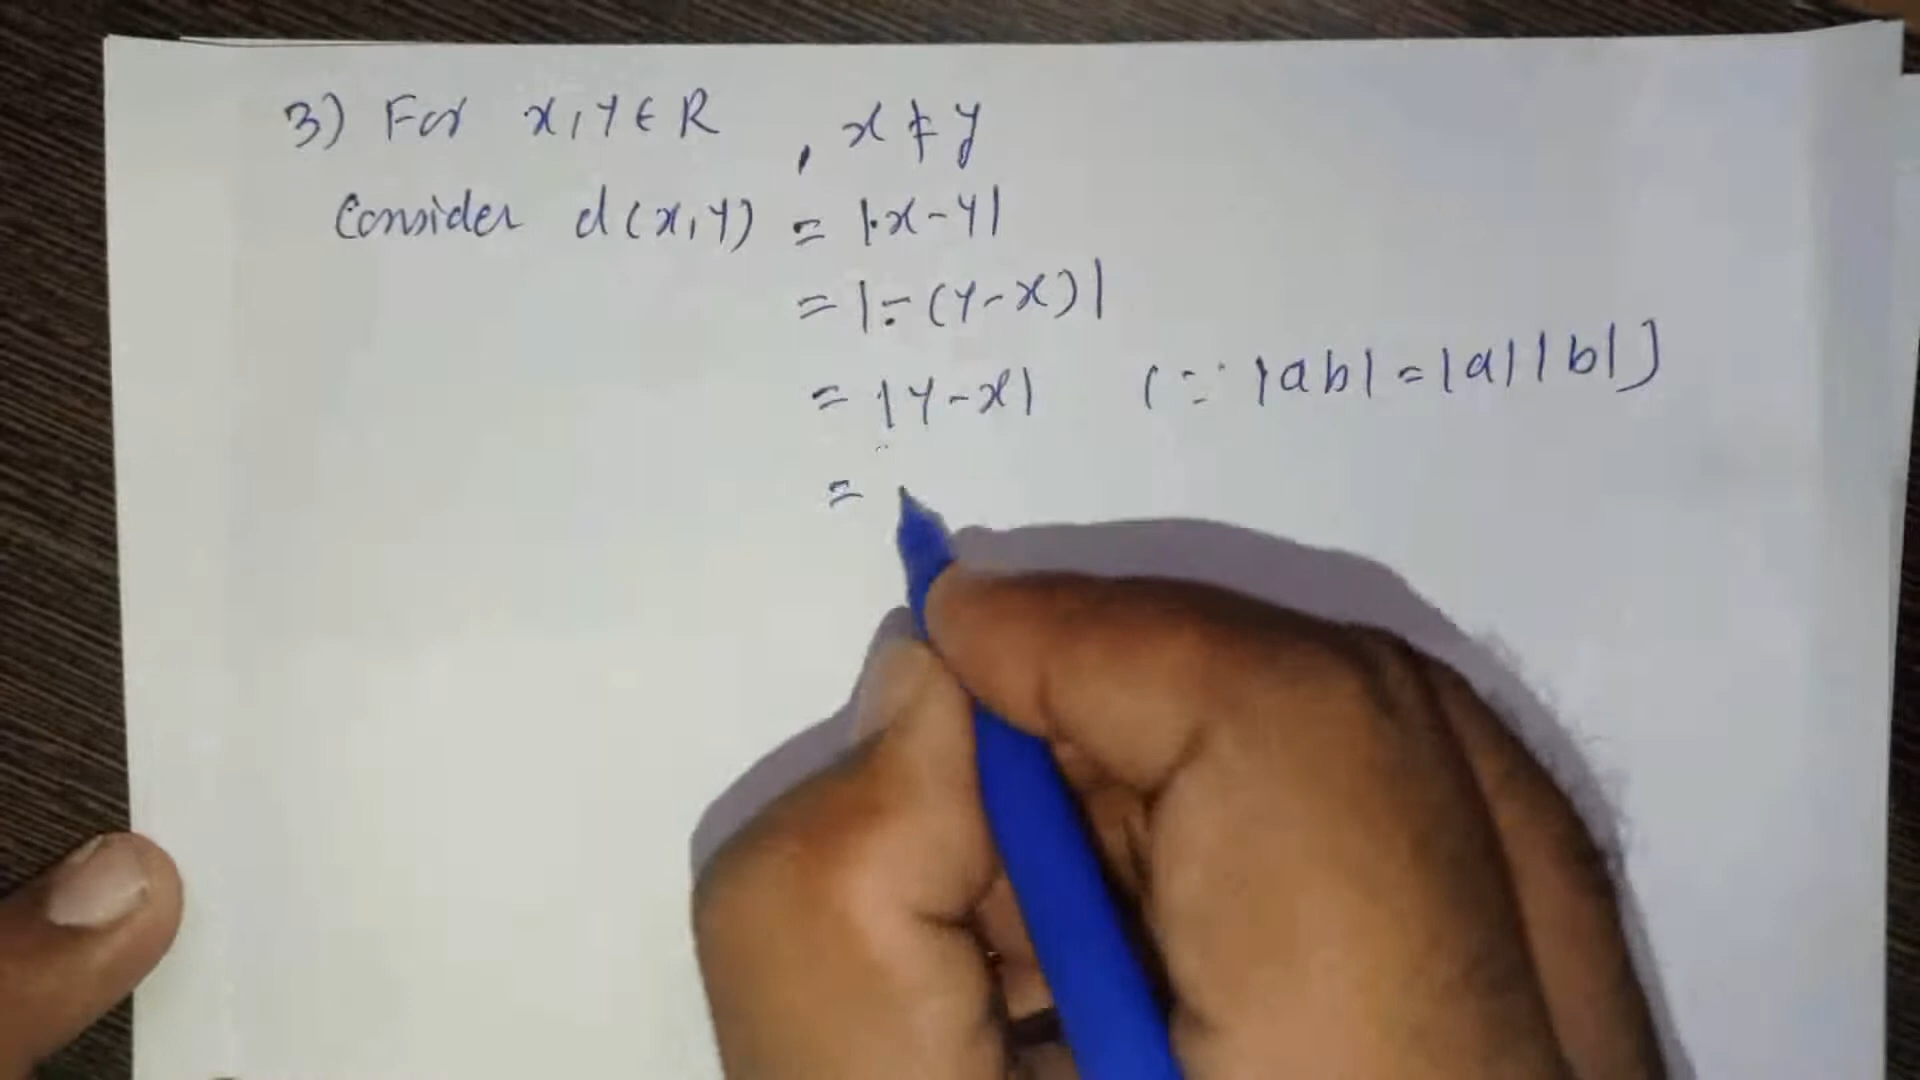 3) For x, y ∈ R , x ≠ y
Consider d(x, y) = |x - y|
= |-(y - x)|
= |y - x| (∵ |ab| = |a| |b|)
=